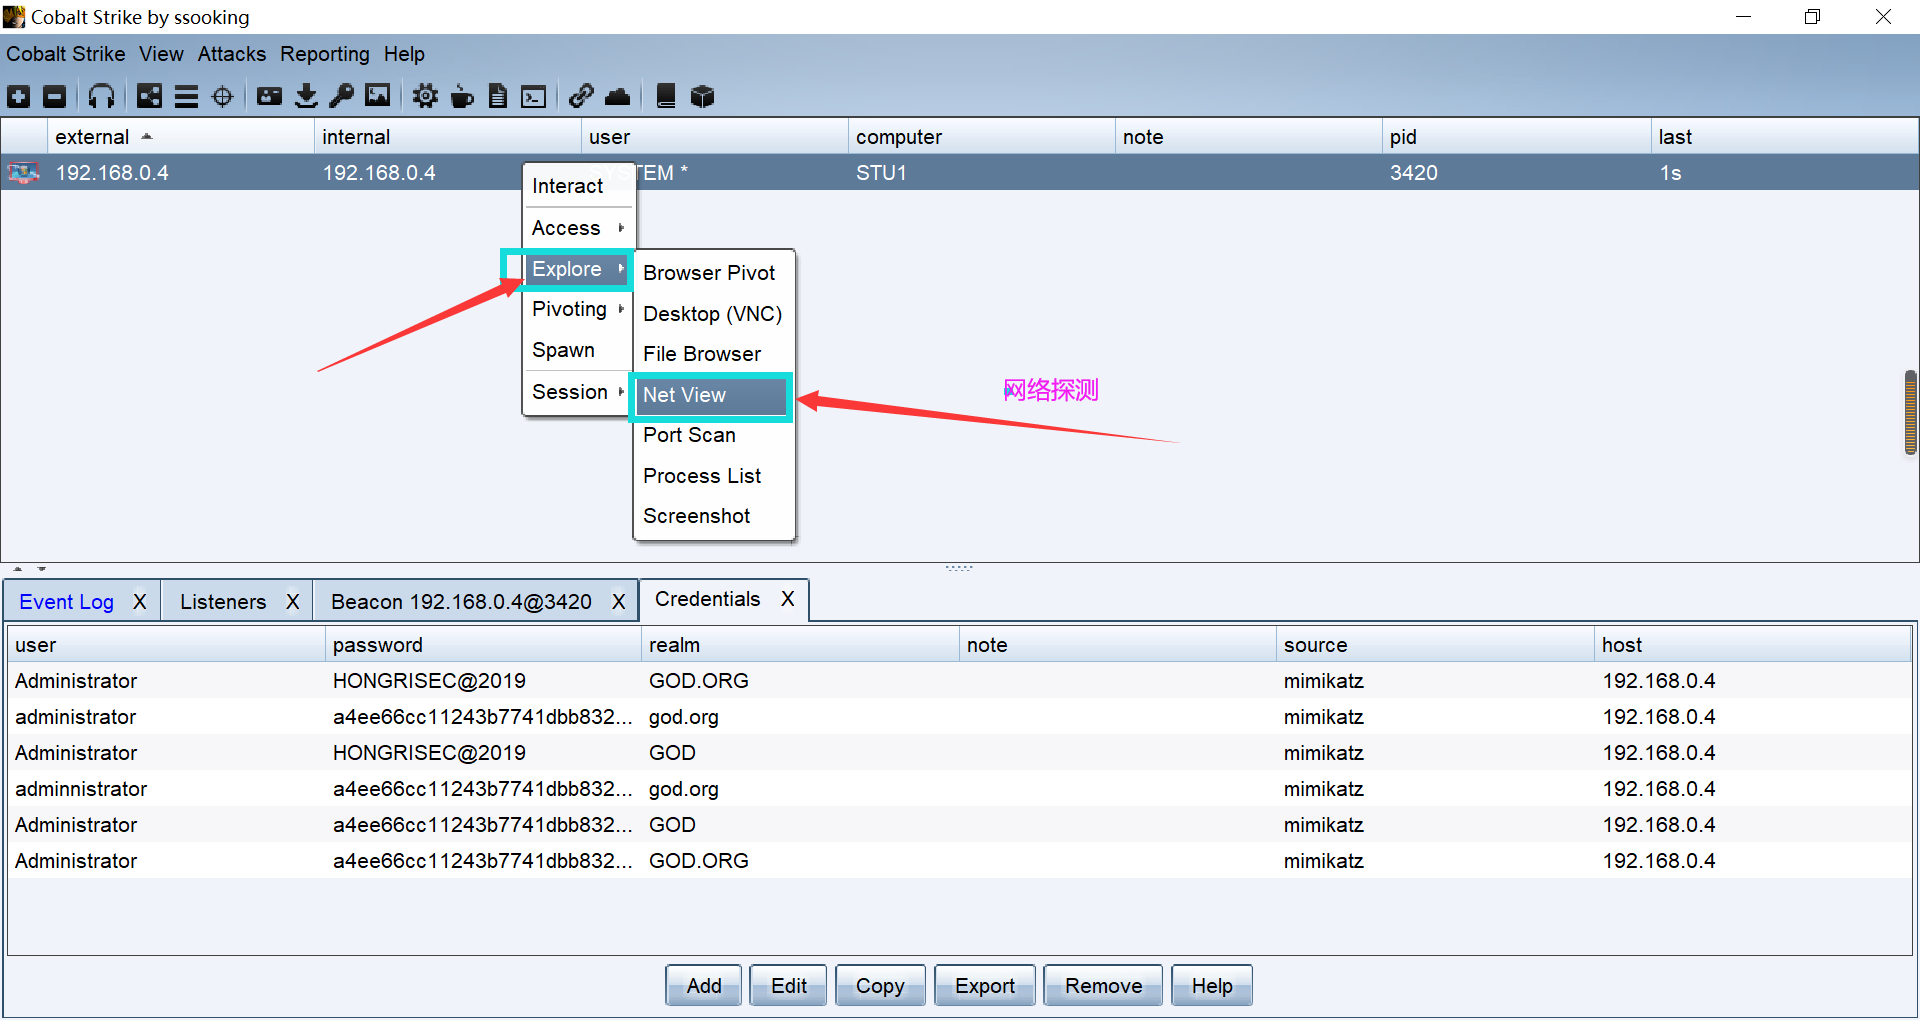 Cobalt Strike by ssooking
Cobalt Strike View Attacks Reporting Help
external internal user computer note pid last
192.168.0.4 192.168.0.4 SYSTEM * STU1 3420 1s
Interact
Access
Explore
Pivoting
Spawn
Session
Browser Pivot
Desktop (VNC)
File Browser
Net View
Port Scan
Process List
Screenshot
网络探测
Event Log X Listeners X Beacon 192.168.0.4@3420 X Credentials X
user password realm note source host
Administrator HONGRISEC@2019 GOD.ORG mimikatz 192.168.0.4
administrator a4ee66cc11243b7741dbb832... god.org mimikatz 192.168.0.4
Administrator HONGRISEC@2019 GOD mimikatz 192.168.0.4
adminnistrator a4ee66cc11243b7741dbb832... god.org mimikatz 192.168.0.4
Administrator a4ee66cc11243b7741dbb832... GOD mimikatz 192.168.0.4
Administrator a4ee66cc11243b7741dbb832... GOD.ORG mimikatz 192.168.0.4
Add Edit Copy Export Remove Help